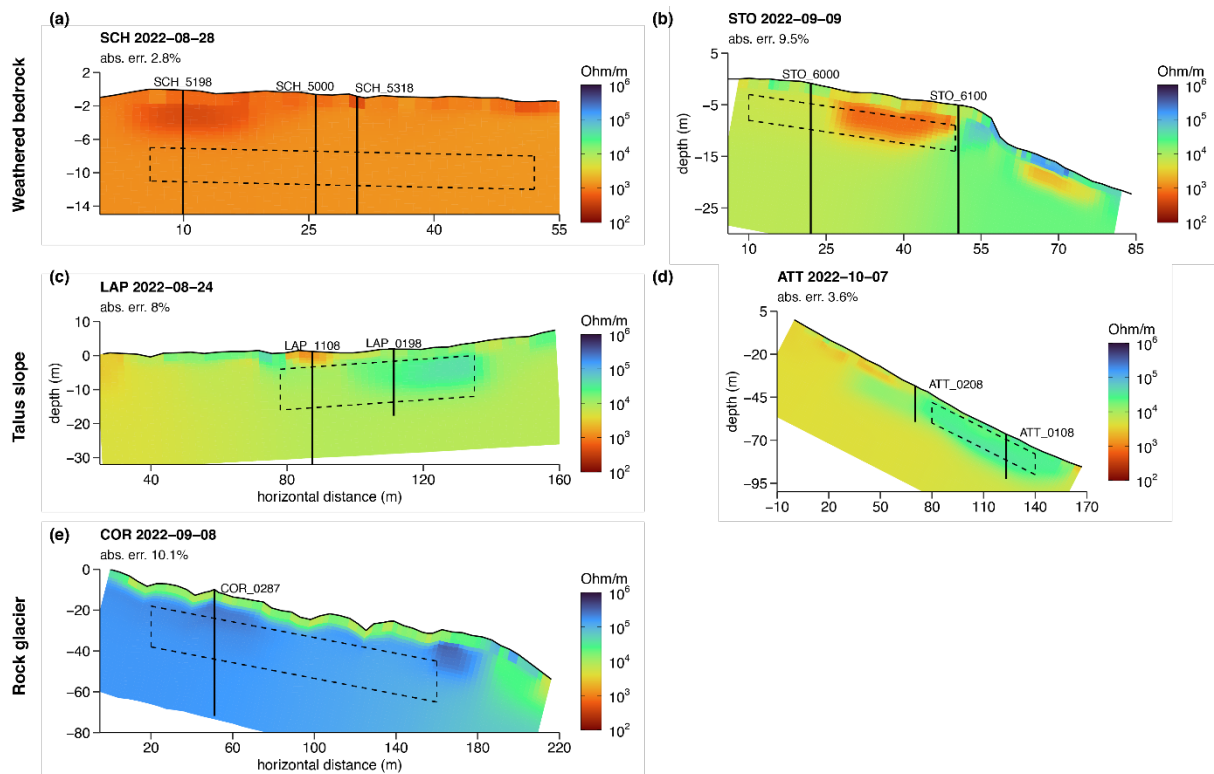 (a)
SCH 2022–08–28
abs. err. 2.8%
Weathered bedrock
2
−2
−6
−10
−14
SCH_5198
SCH_5000
SCH_5318
10
25
40
55
Ohm/m
10⁶
10⁵
10⁴
10³
10²
(b)
STO 2022–09–09
abs. err. 9.5%
depth (m)
5
−5
−15
−25
STO_6000
STO_6100
10
25
40
55
70
85
Ohm/m
10⁶
10⁵
10⁴
10³
10²
(c)
LAP 2022–08–24
abs. err. 8%
Talus slope
depth (m)
10
0
−10
−20
−30
LAP_1108
LAP_0198
40
80
120
160
horizontal distance (m)
Ohm/m
10⁶
10⁵
10⁴
10³
10²
(d)
ATT 2022–10–07
abs. err. 3.6%
depth (m)
5
−20
−45
−70
−95
ATT_0208
ATT_0108
−10
20
50
80
110
140
170
Ohm/m
10⁶
10⁵
10⁴
10³
10²
(e)
COR 2022–09–08
abs. err. 10.1%
Rock glacier
0
−20
−40
−60
−80
COR_0287
20
60
100
140
180
220
horizontal distance (m)
Ohm/m
10⁶
10⁵
10⁴
10³
10²